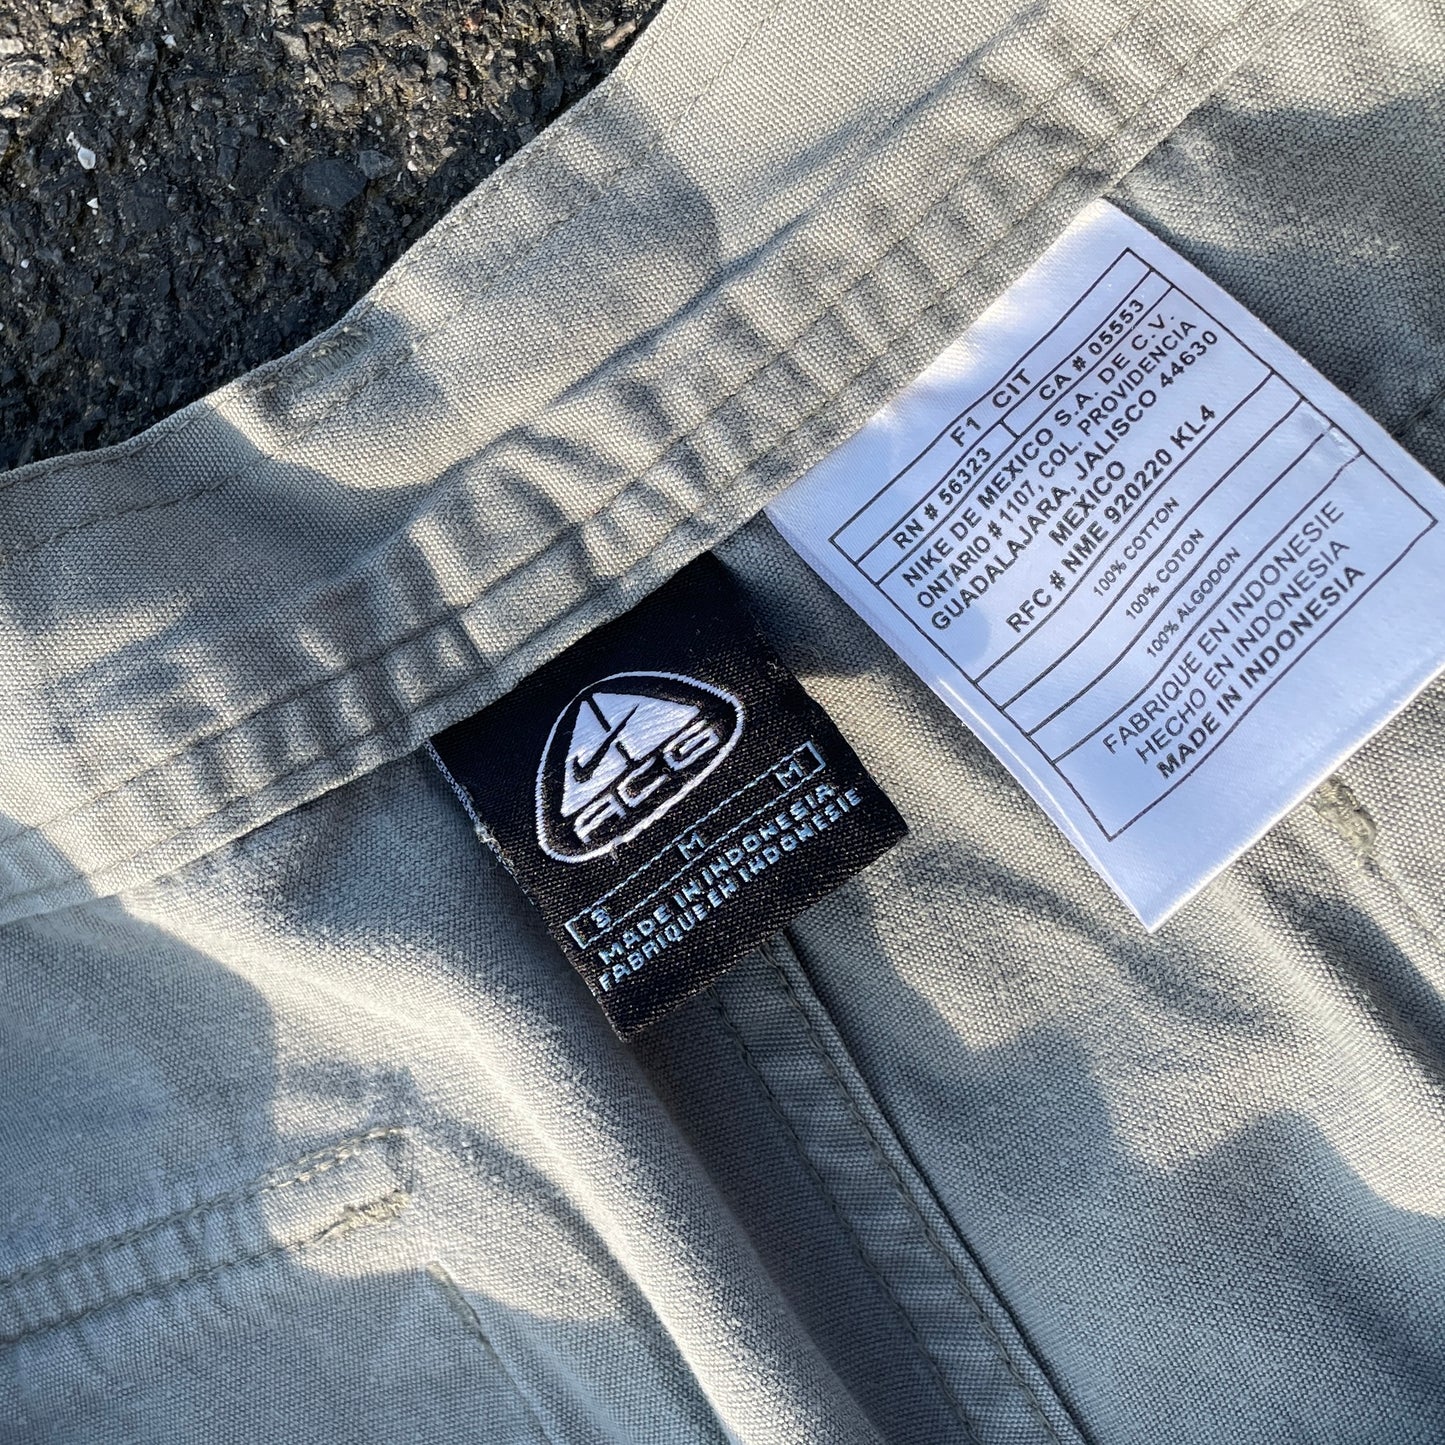 ACG
S M M
MADE IN INDONESIA
FABRIQUE EN INDONESIE
F1 CIT
RN # 56323 CA # 05553
NIKE DE MEXICO S.A. DE C.V.
ONTARIO # 1107, COL. PROVIDENCIA
GUADALAJARA, JALISCO 44630
MEXICO
RFC # NME 920220 KL4
100% COTTON
100% COTON
100% ALGODON
FABRIQUE EN INDONESIE
HECHO EN INDONESIA
MADE IN INDONESIA